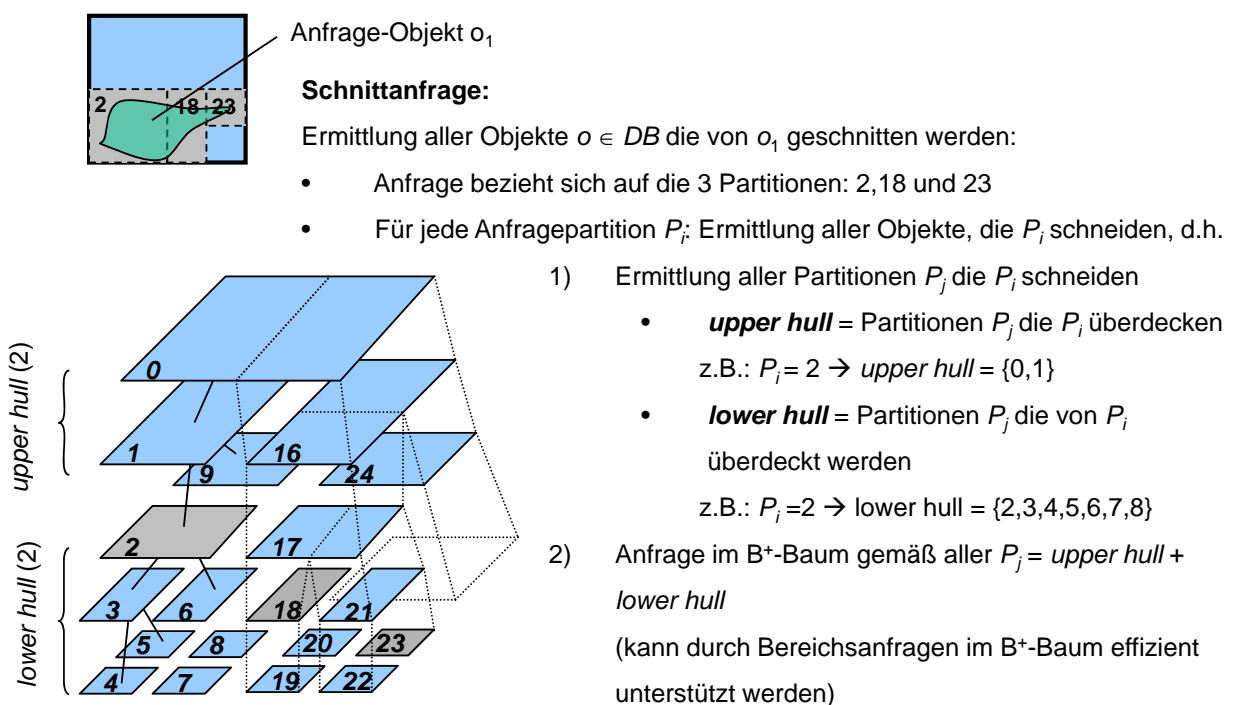 Anfrage-Objekt o₁
2 18 23
Schnittanfrage:
Ermittlung aller Objekte o ∈ DB die von o₁ geschnitten werden:
• Anfrage bezieht sich auf die 3 Partitionen: 2,18 und 23
• Für jede Anfragepartition Pᵢ: Ermittlung aller Objekte, die Pᵢ schneiden, d.h.
1) Ermittlung aller Partitionen Pⱼ die Pᵢ schneiden
• upper hull = Partitionen Pⱼ die Pᵢ überdecken
z.B.: Pᵢ = 2 → upper hull = {0,1}
• lower hull = Partitionen Pⱼ die von Pᵢ
überdeckt werden
z.B.: Pᵢ =2 → lower hull = {2,3,4,5,6,7,8}
2) Anfrage im B⁺-Baum gemäß aller Pⱼ = upper hull +
lower hull
(kann durch Bereichsanfragen im B⁺-Baum effizient
unterstützt werden)
upper hull (2)
lower hull (2)
0
1 16
9 24
2 17
3 6 18 21
5 8 20 23
4 7 19 22